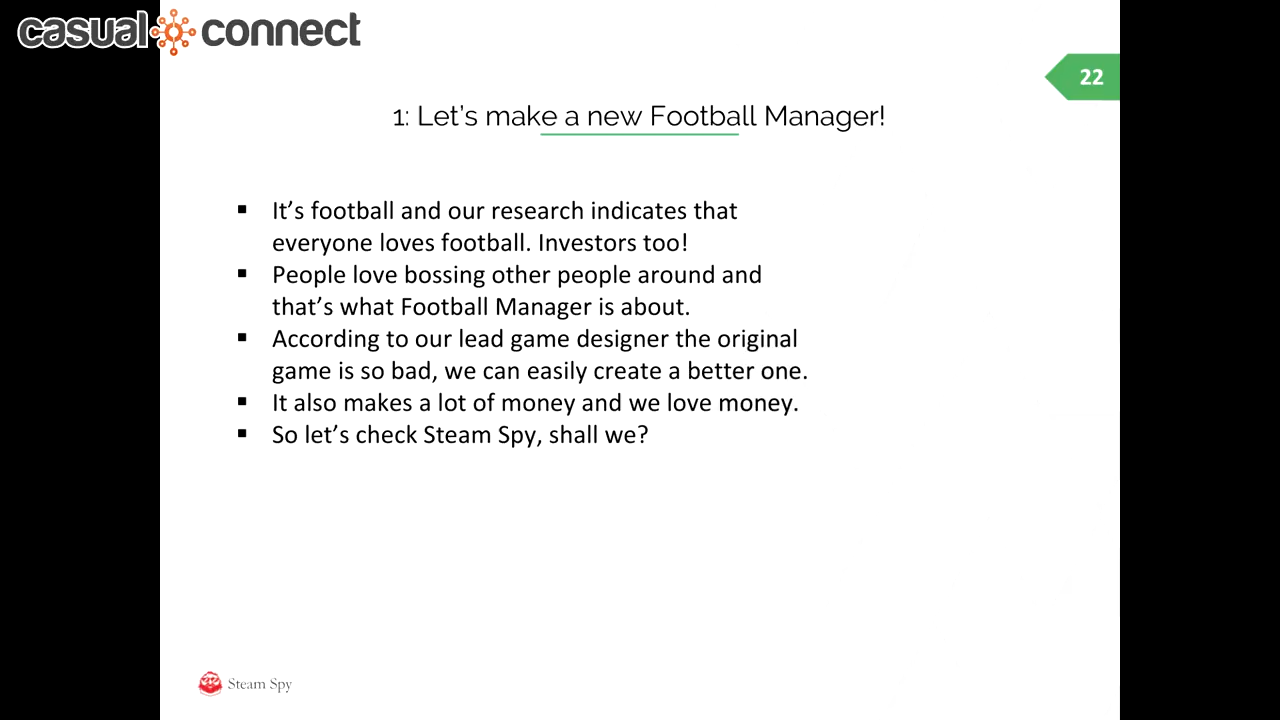 casual connect
22
1: Let's make a new Football Manager!
▪ It's football and our research indicates that
everyone loves football. Investors too!
▪ People love bossing other people around and
that's what Football Manager is about.
▪ According to our lead game designer the original
game is so bad, we can easily create a better one.
▪ It also makes a lot of money and we love money.
▪ So let's check Steam Spy, shall we?
Steam Spy